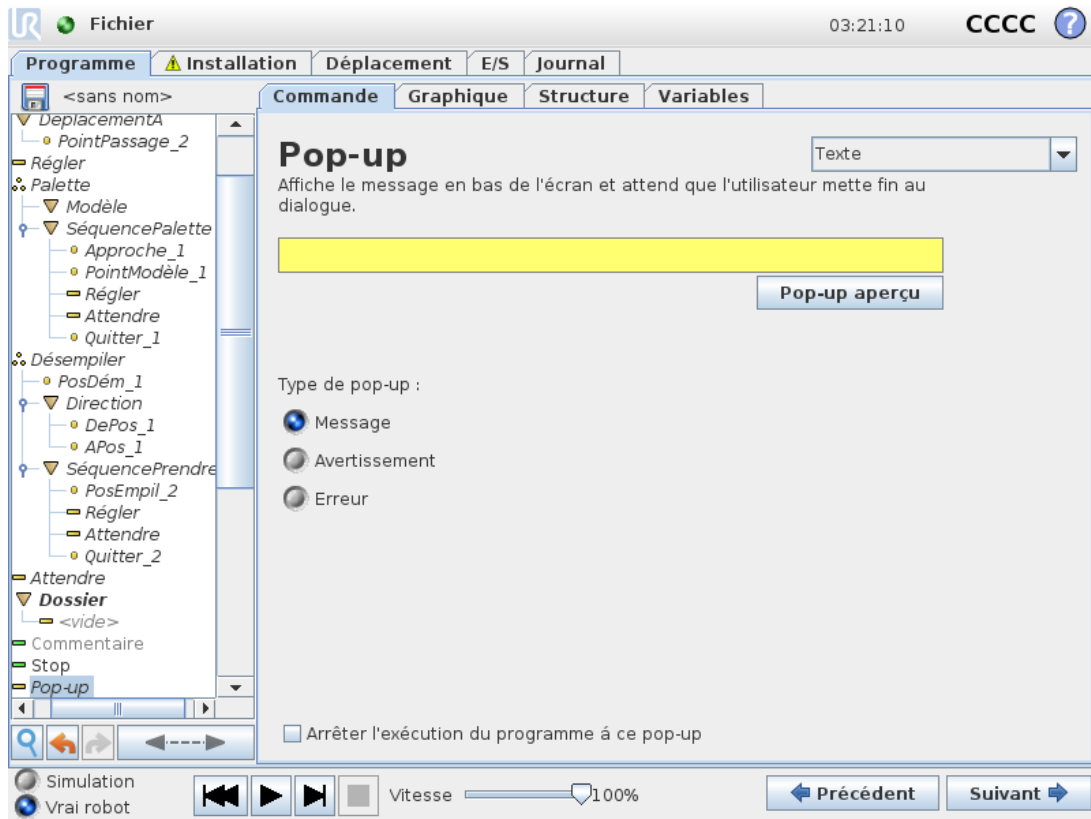 UR Fichier 03:21:10 CCCC ?
Programme Installation Déplacement E/S Journal
<sans nom> Commande Graphique Structure Variables
DéplacementA
PointPassage_2
Régler
Palette
Modèle
SéquencePalette
Approche_1
PointModèle_1
Régler
Attendre
Quitter_1
Désempiler
PosDém_1
Direction
DePos_1
APos_1
SéquencePrendre
PosEmpil_2
Régler
Attendre
Quitter_2
Attendre
Dossier
<vide>
Commentaire
Stop
Pop-up
Pop-up
Texte
Affiche le message en bas de l'écran et attend que l'utilisateur mette fin au
dialogue.
Pop-up aperçu
Type de pop-up :
Message
Avertissement
Erreur
Arrêter l'exécution du programme á ce pop-up
Simulation
Vrai robot
Vitesse 100%
Précédent Suivant